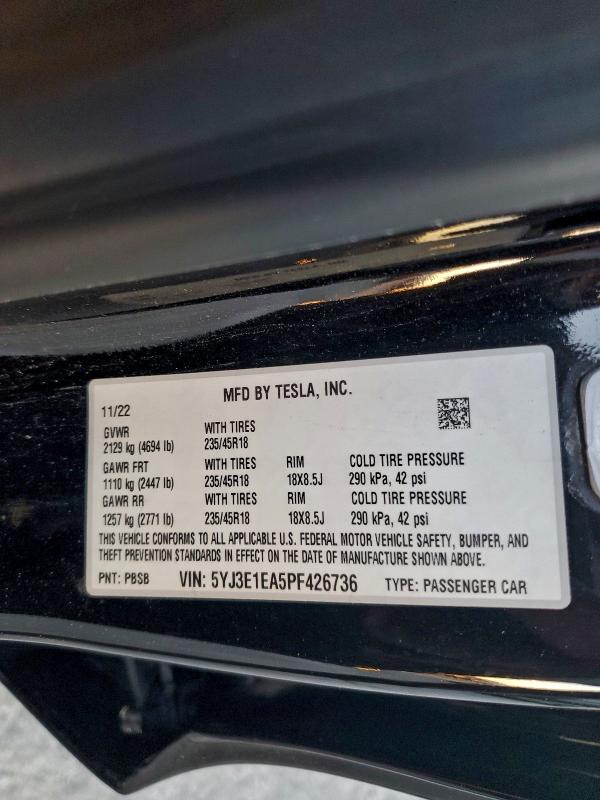 MFD BY TESLA, INC.
11/22
GVWR WITH TIRES
2129 kg (4694 lb) 235/45R18
GAWR FRT WITH TIRES RIM COLD TIRE PRESSURE
1110 kg (2447 lb) 235/45R18 18X8.5J 290 kPa, 42 psi
GAWR RR WITH TIRES RIM COLD TIRE PRESSURE
1257 kg (2771 lb) 235/45R18 18X8.5J 290 kPa, 42 psi
THIS VEHICLE CONFORMS TO ALL APPLICABLE U.S. FEDERAL MOTOR VEHICLE SAFETY, BUMPER, AND
THEFT PREVENTION STANDARDS IN EFFECT ON THE DATE OF MANUFACTURE SHOWN ABOVE.
PNT: PBSB VIN: 5YJ3E1EA5PF426736 TYPE: PASSENGER CAR